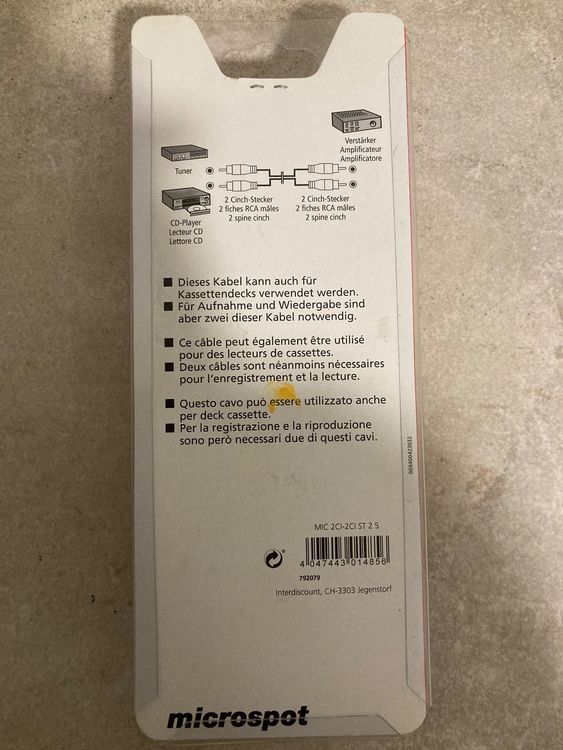 Verstärker
Amplificateur
Amplificatore
Tuner
CD-Player
Lecteur CD
Lettore CD
2 Cinch-Stecker
2 fiches RCA mâles
2 spine cinch
2 Cinch-Stecker
2 fiches RCA mâles
2 spine cinch
Dieses Kabel kann auch für
Kassettendecks verwendet werden.
Für Aufnahme und Wiedergabe sind
aber zwei dieser Kabel notwendig.
Ce câble peut également être utilisé
pour des lecteurs de cassettes.
Deux câbles sont néanmoins nécessaires
pour l'enregistrement et la lecture.
Questo cavo può essere utilizzato anche
per deck cassette.
Per la registrazione e la riproduzione
sono però necessari due di questi cavi.
009400423032
MIC 2CI-2CI ST 2.5
4 047443 014856
792079
Interdiscount, CH-3303 Jegenstorf
microspot